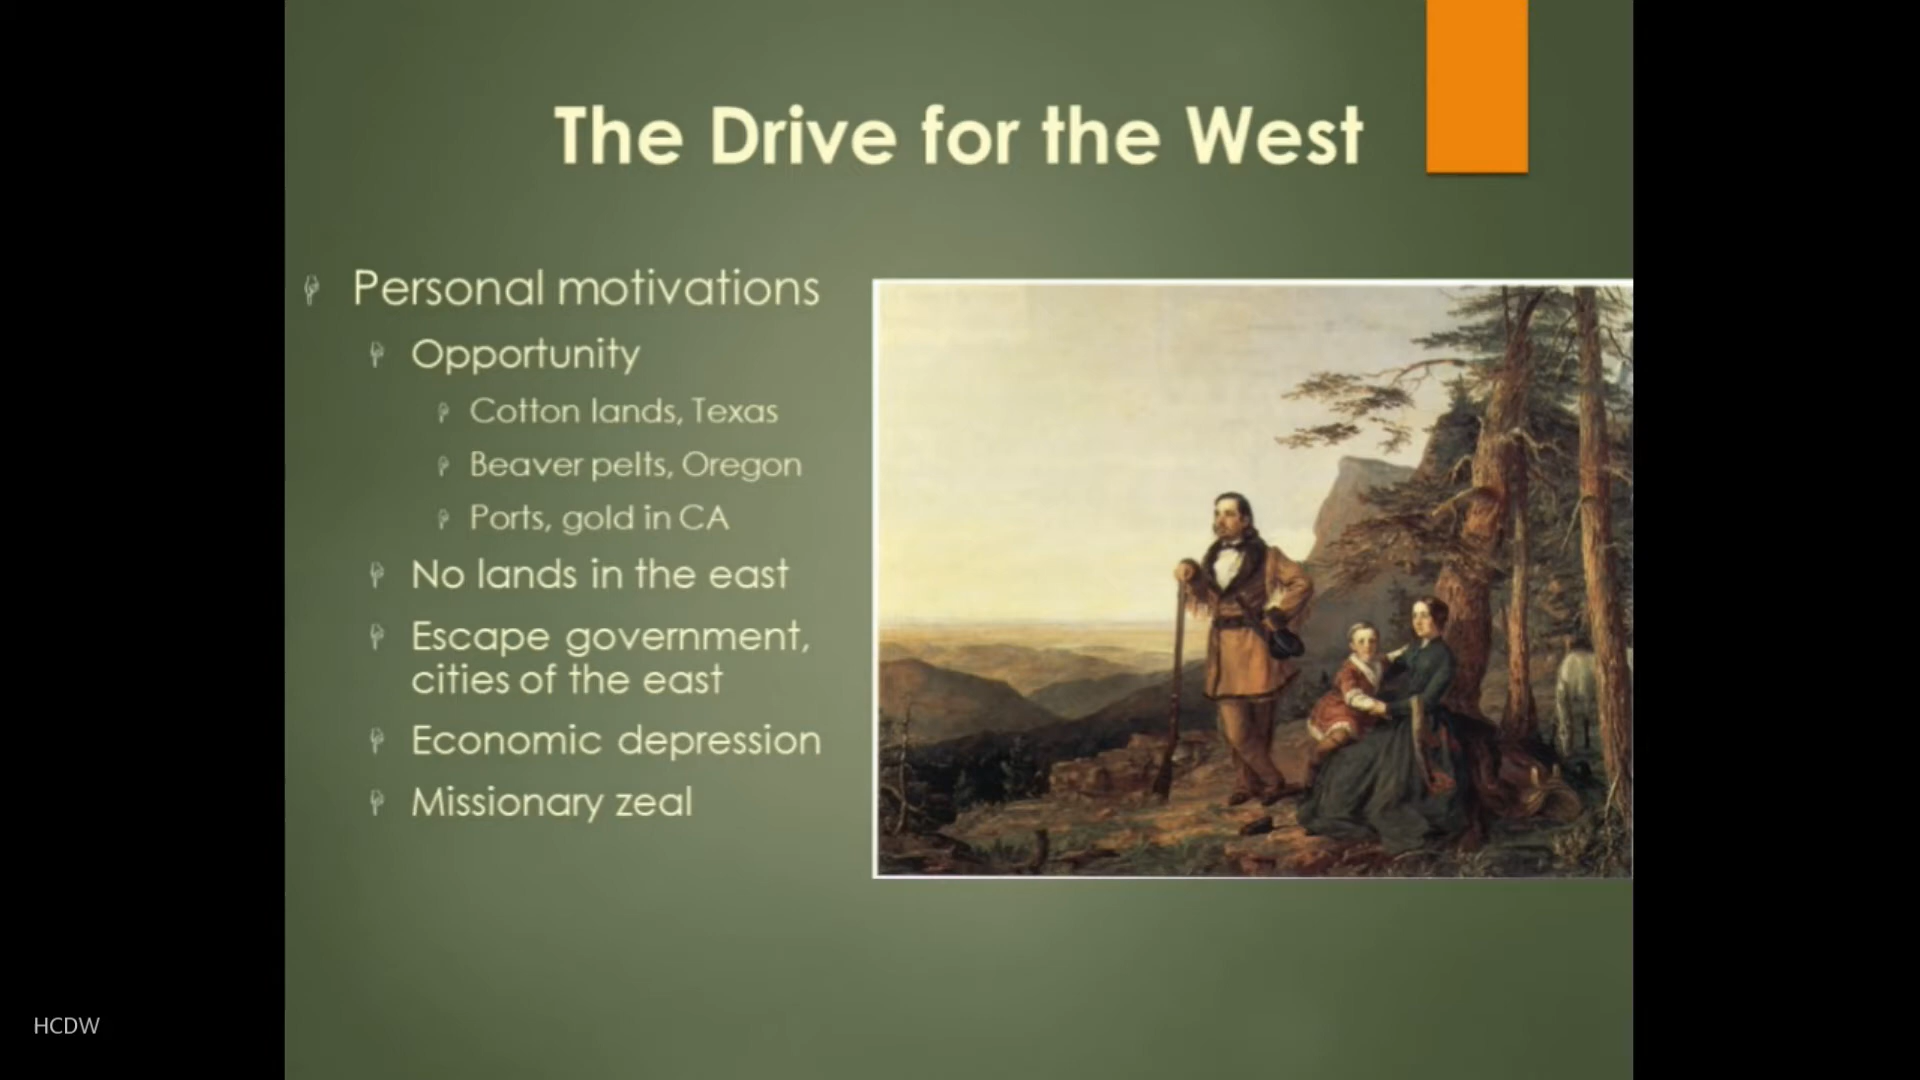 The Drive for the West
Personal motivations
Opportunity
Cotton lands, Texas
Beaver pelts, Oregon
Ports, gold in CA
No lands in the east
Escape government,
cities of the east
Economic depression
Missionary zeal
HCDW